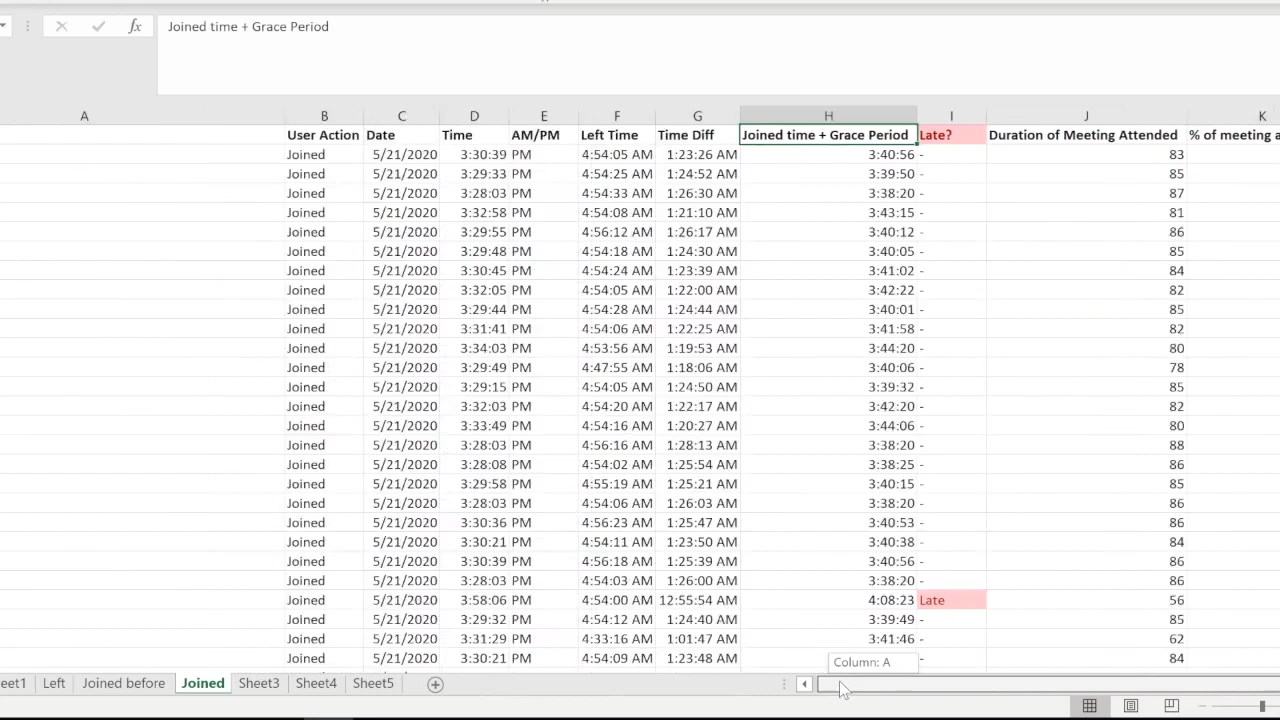 fx Joined time + Grace Period
A B C D E F G H I J K
User Action Date Time AM/PM Left Time Time Diff Joined time + Grace Period Late? Duration of Meeting Attended % of meeting a
Joined 5/21/2020 3:30:39 PM 4:54:05 AM 1:23:26 AM 3:40:56 - 83
Joined 5/21/2020 3:29:33 PM 4:54:25 AM 1:24:52 AM 3:39:50 - 85
Joined 5/21/2020 3:28:03 PM 4:54:33 AM 1:26:30 AM 3:38:20 - 87
Joined 5/21/2020 3:32:58 PM 4:54:08 AM 1:21:10 AM 3:43:15 - 81
Joined 5/21/2020 3:29:55 PM 4:56:12 AM 1:26:17 AM 3:40:12 - 86
Joined 5/21/2020 3:29:48 PM 4:54:18 AM 1:24:30 AM 3:40:05 - 85
Joined 5/21/2020 3:30:45 PM 4:54:24 AM 1:23:39 AM 3:41:02 - 84
Joined 5/21/2020 3:32:05 PM 4:54:05 AM 1:22:00 AM 3:42:22 - 82
Joined 5/21/2020 3:29:44 PM 4:54:28 AM 1:24:44 AM 3:40:01 - 85
Joined 5/21/2020 3:31:41 PM 4:54:06 AM 1:22:25 AM 3:41:58 - 82
Joined 5/21/2020 3:34:03 PM 4:53:56 AM 1:19:53 AM 3:44:20 - 80
Joined 5/21/2020 3:29:49 PM 4:47:55 AM 1:18:06 AM 3:40:06 - 78
Joined 5/21/2020 3:29:15 PM 4:54:05 AM 1:24:50 AM 3:39:32 - 85
Joined 5/21/2020 3:32:03 PM 4:54:20 AM 1:22:17 AM 3:42:20 - 82
Joined 5/21/2020 3:33:49 PM 4:54:16 AM 1:20:27 AM 3:44:06 - 80
Joined 5/21/2020 3:28:03 PM 4:56:16 AM 1:28:13 AM 3:38:20 - 88
Joined 5/21/2020 3:28:08 PM 4:54:02 AM 1:25:54 AM 3:38:25 - 86
Joined 5/21/2020 3:29:58 PM 4:55:19 AM 1:25:21 AM 3:40:15 - 85
Joined 5/21/2020 3:28:03 PM 4:54:06 AM 1:26:03 AM 3:38:20 - 86
Joined 5/21/2020 3:30:36 PM 4:56:23 AM 1:25:47 AM 3:40:53 - 86
Joined 5/21/2020 3:30:21 PM 4:54:11 AM 1:23:50 AM 3:40:38 - 84
Joined 5/21/2020 3:30:39 PM 4:56:18 AM 1:25:39 AM 3:40:56 - 86
Joined 5/21/2020 3:28:03 PM 4:54:03 AM 1:26:00 AM 3:38:20 - 86
Joined 5/21/2020 3:58:06 PM 4:54:00 AM 12:55:54 AM 4:08:23 Late 56
Joined 5/21/2020 3:29:32 PM 4:54:12 AM 1:24:40 AM 3:39:49 - 85
Joined 5/21/2020 3:31:29 PM 4:33:16 AM 1:01:47 AM 3:41:46 - 62
Joined 5/21/2020 3:30:21 PM 4:54:09 AM 1:23:48 AM - 84
Column: A
eet1 Left Joined before Joined Sheet3 Sheet4 Sheet5